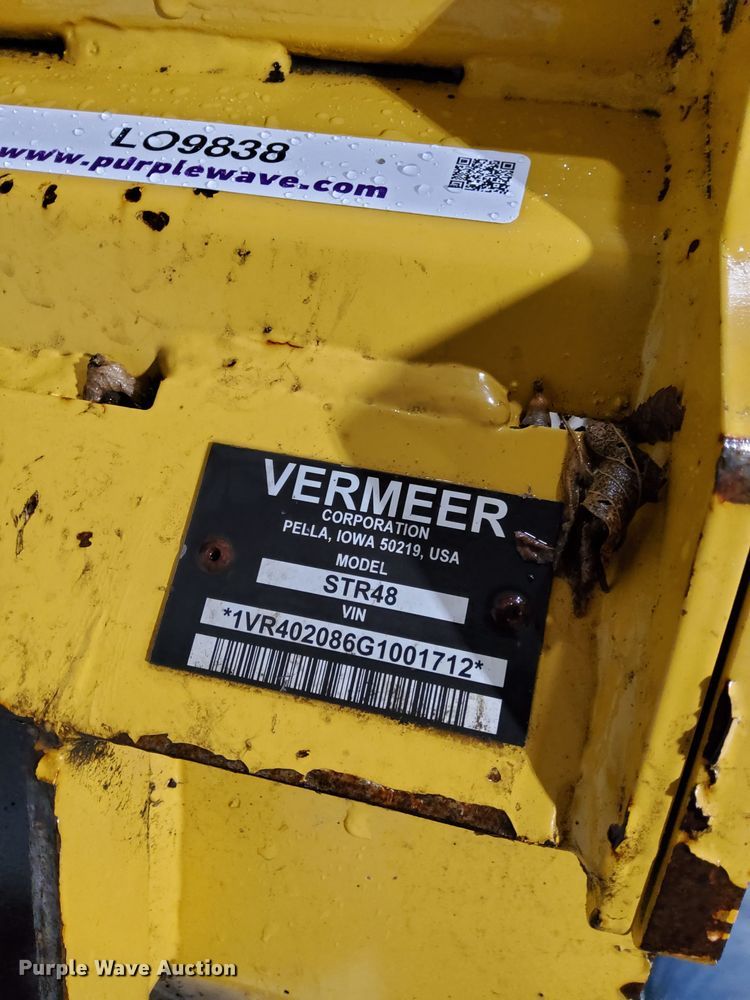 LO9838
www.purplewave.com
VERMEER
CORPORATION
PELLA, IOWA 50219, USA
MODEL
STR48
VIN
*1VR402086G1001712*
Purple Wave Auction